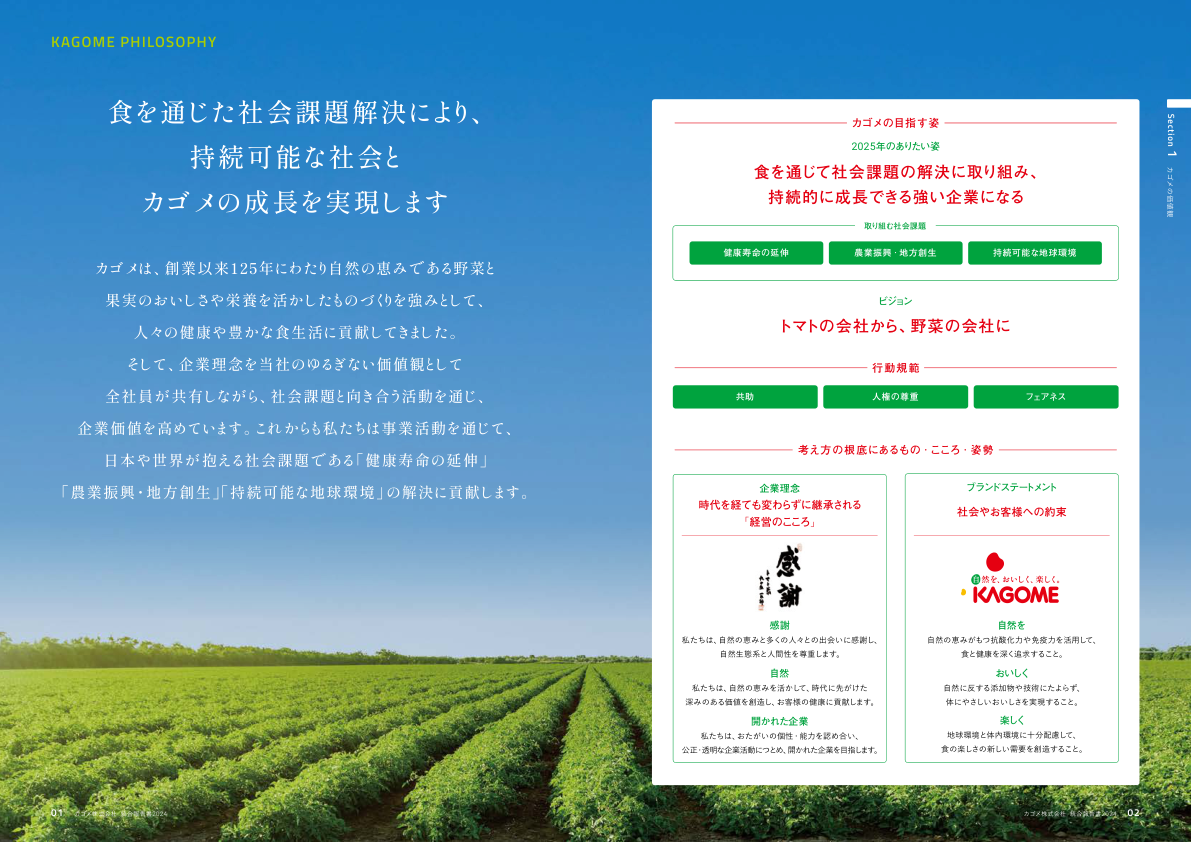 KAGOME PHILOSOPHY
食を通じた社会課題解決により、
持続可能な社会と
カゴメの成長を実現します
カゴメは、創業以来125年にわたり自然の恵みである野菜と
果実のおいしさや栄養を活かしたものづくりを強みとして、
人々の健康や豊かな食生活に貢献してきました。
そして、企業理念を当社のゆるぎない価値観として
全社員が共有しながら、社会課題と向き合う活動を通じ、
企業価値を高めています。これからも私たちは事業活動を通じて、
日本や世界が抱える社会課題である「健康寿命の延伸」
「農業振興・地方創生」「持続可能な地球環境」の解決に貢献します。
カゴメの目指す姿
2025年のありたい姿
食を通じて社会課題の解決に取り組み、
持続的に成長できる強い企業になる
取り組む社会課題
健康寿命の延伸
農業振興・地方創生
持続可能な地球環境
ビジョン
トマトの会社から、野菜の会社に
行動規範
共助
人権の尊重
フェアネス
考え方の根底にあるもの・こころ・姿勢
企業理念
時代を経ても変わらずに継承される
「経営のこころ」
感謝
感謝
私たちは、自然の恵みと多くの人々との出会いに感謝し、
自然生態系と人間性を尊重します。
自然
私たちは、自然の恵みを活かして、時代に先がけた
深みのある価値を創造し、お客様の健康に貢献します。
開かれた企業
私たちは、おたがいの個性・能力を認め合い、
公正・透明な企業活動につとめ、開かれた企業を目指します。
ブランドステートメント
社会やお客様への約束
自然を、おいしく、楽しく。
KAGOME
自然を
自然の恵みがもつ抗酸化力や免疫力を活用して、
食と健康を深く追求すること。
おいしく
自然に反する添加物や技術にたよらず、
体にやさしいおいしさを実現すること。
楽しく
地球環境と体内環境に十分配慮して、
食の楽しさの新しい需要を創造すること。
Section 1
カゴメの価値観
01 カゴメ株式会社 統合報告書2024
カゴメ株式会社 統合報告書2024 02